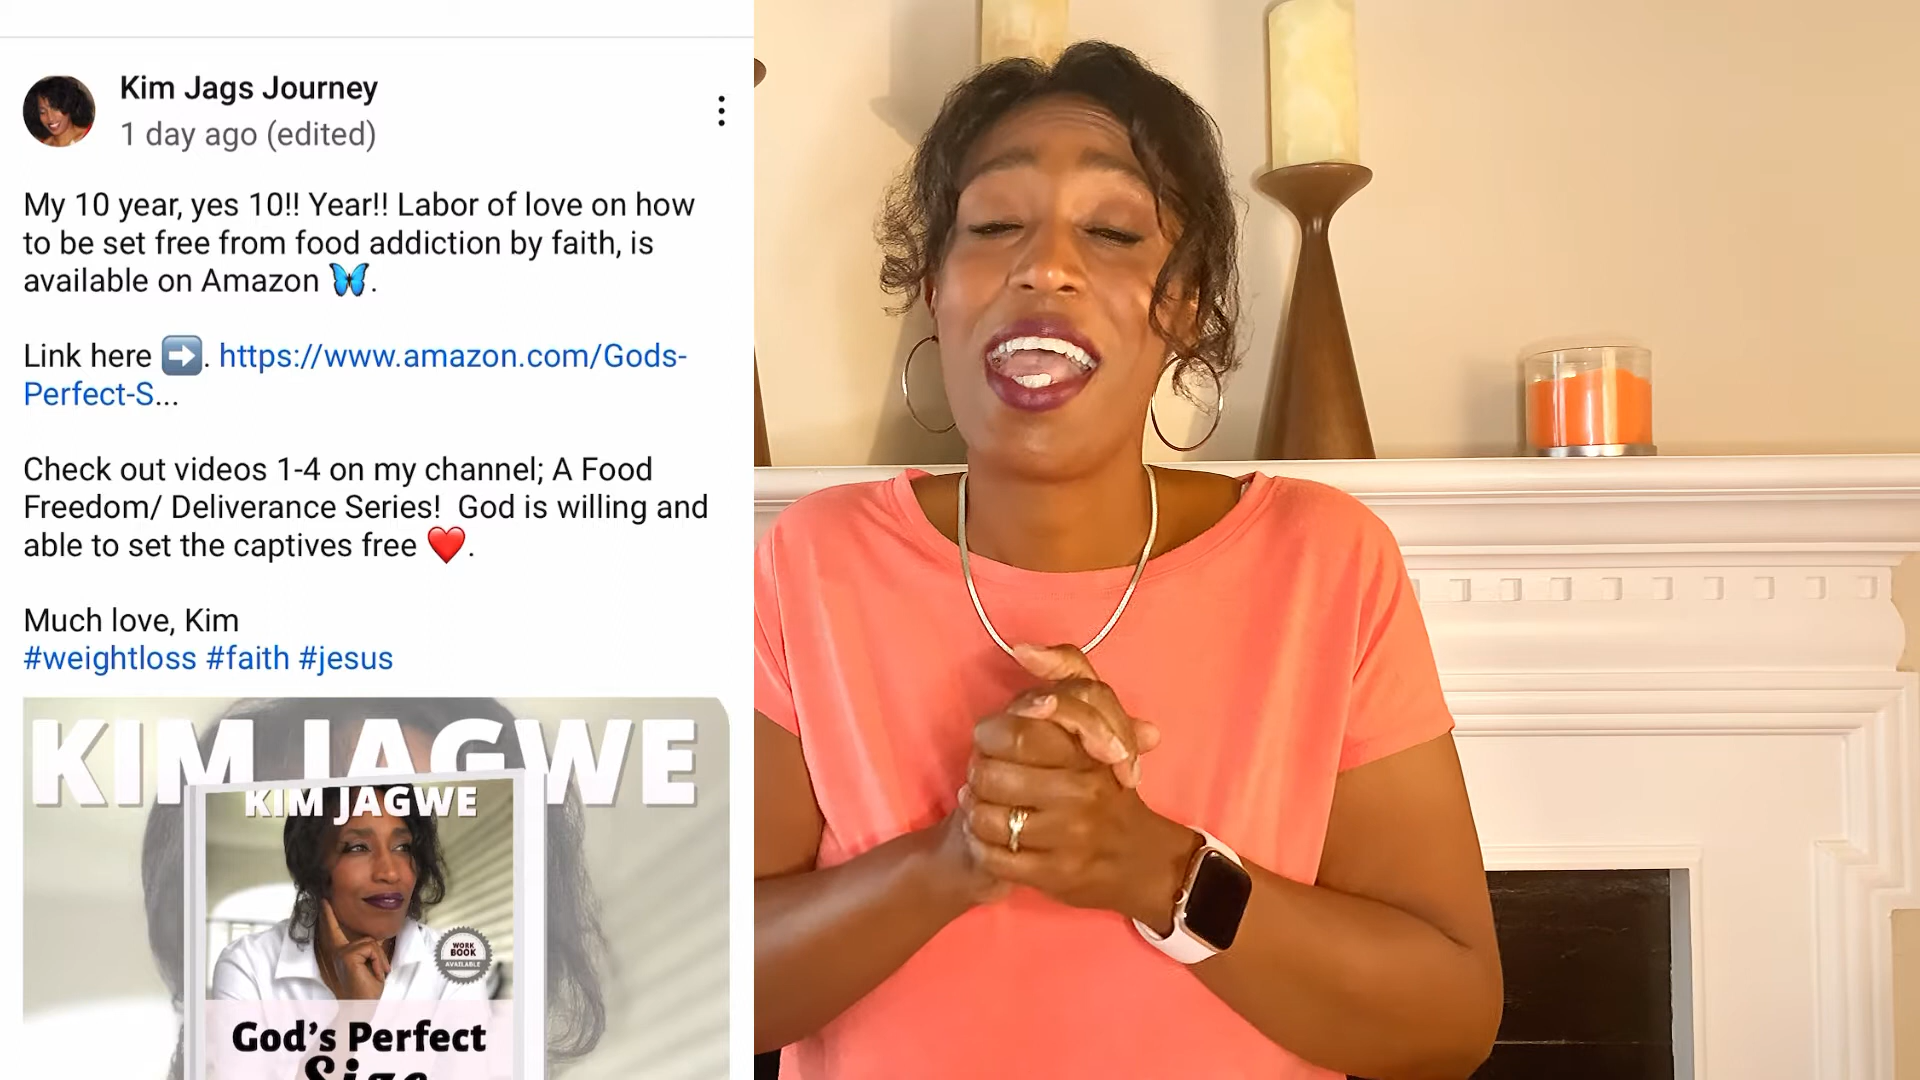 Kim Jags Journey
1 day ago (edited)
My 10 year, yes 10!! Year!! Labor of love on how
to be set free from food addiction by faith, is
available on Amazon 🦋.
Link here ➡️. https://www.amazon.com/Gods-
Perfect-S...
Check out videos 1-4 on my channel; A Food
Freedom/ Deliverance Series!  God is willing and
able to set the captives free ❤️.
Much love, Kim
#weightloss #faith #jesus
KIM JAGWE
KIM JAGWE
WORK
BOOK
AVAILABLE
God's Perfect
Size